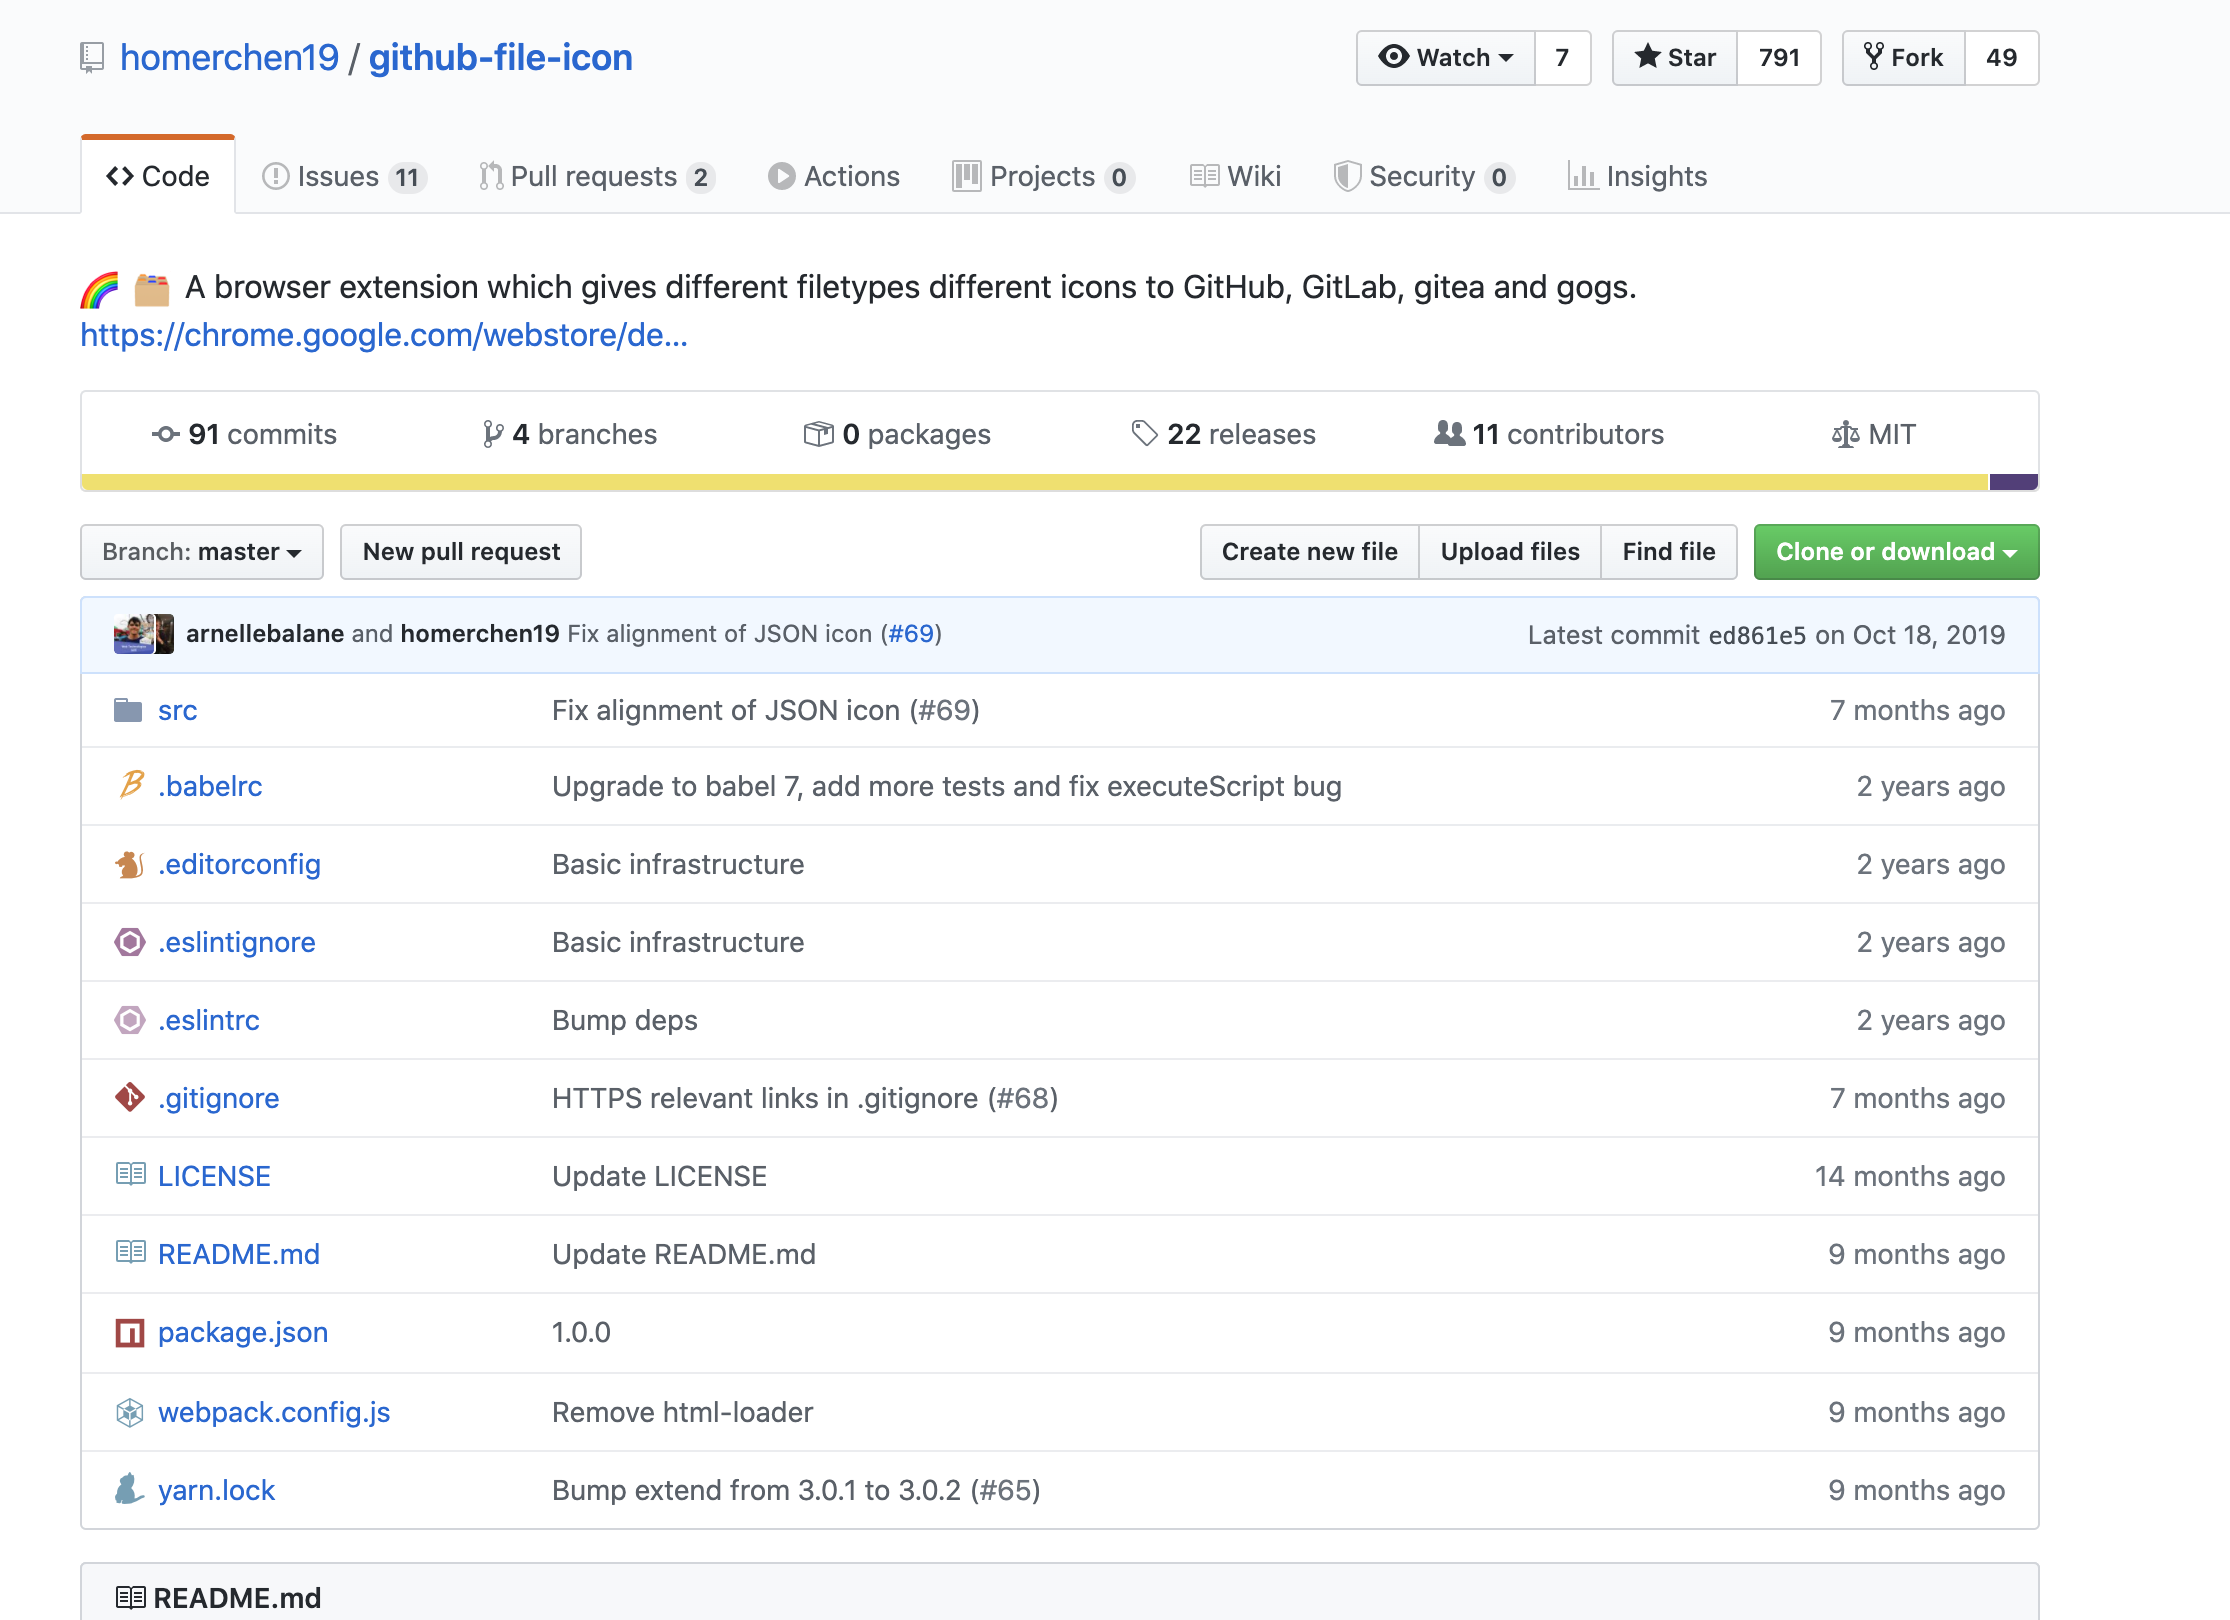 homerchen19 / github-file-icon
Watch 7 Star 791 Fork 49
Code Issues 11 Pull requests 2 Actions Projects 0 Wiki Security 0 Insights
A browser extension which gives different filetypes different icons to GitHub, GitLab, gitea and gogs.
https://chrome.google.com/webstore/de...
91 commits 4 branches 0 packages 22 releases 11 contributors MIT
Branch: master New pull request Create new file Upload files Find file Clone or download
arnellebalane and homerchen19 Fix alignment of JSON icon (#69) Latest commit ed861e5 on Oct 18, 2019
src Fix alignment of JSON icon (#69) 7 months ago
.babelrc Upgrade to babel 7, add more tests and fix executeScript bug 2 years ago
.editorconfig Basic infrastructure 2 years ago
.eslintignore Basic infrastructure 2 years ago
.eslintrc Bump deps 2 years ago
.gitignore HTTPS relevant links in .gitignore (#68) 7 months ago
LICENSE Update LICENSE 14 months ago
README.md Update README.md 9 months ago
package.json 1.0.0 9 months ago
webpack.config.js Remove html-loader 9 months ago
yarn.lock Bump extend from 3.0.1 to 3.0.2 (#65) 9 months ago
README.md